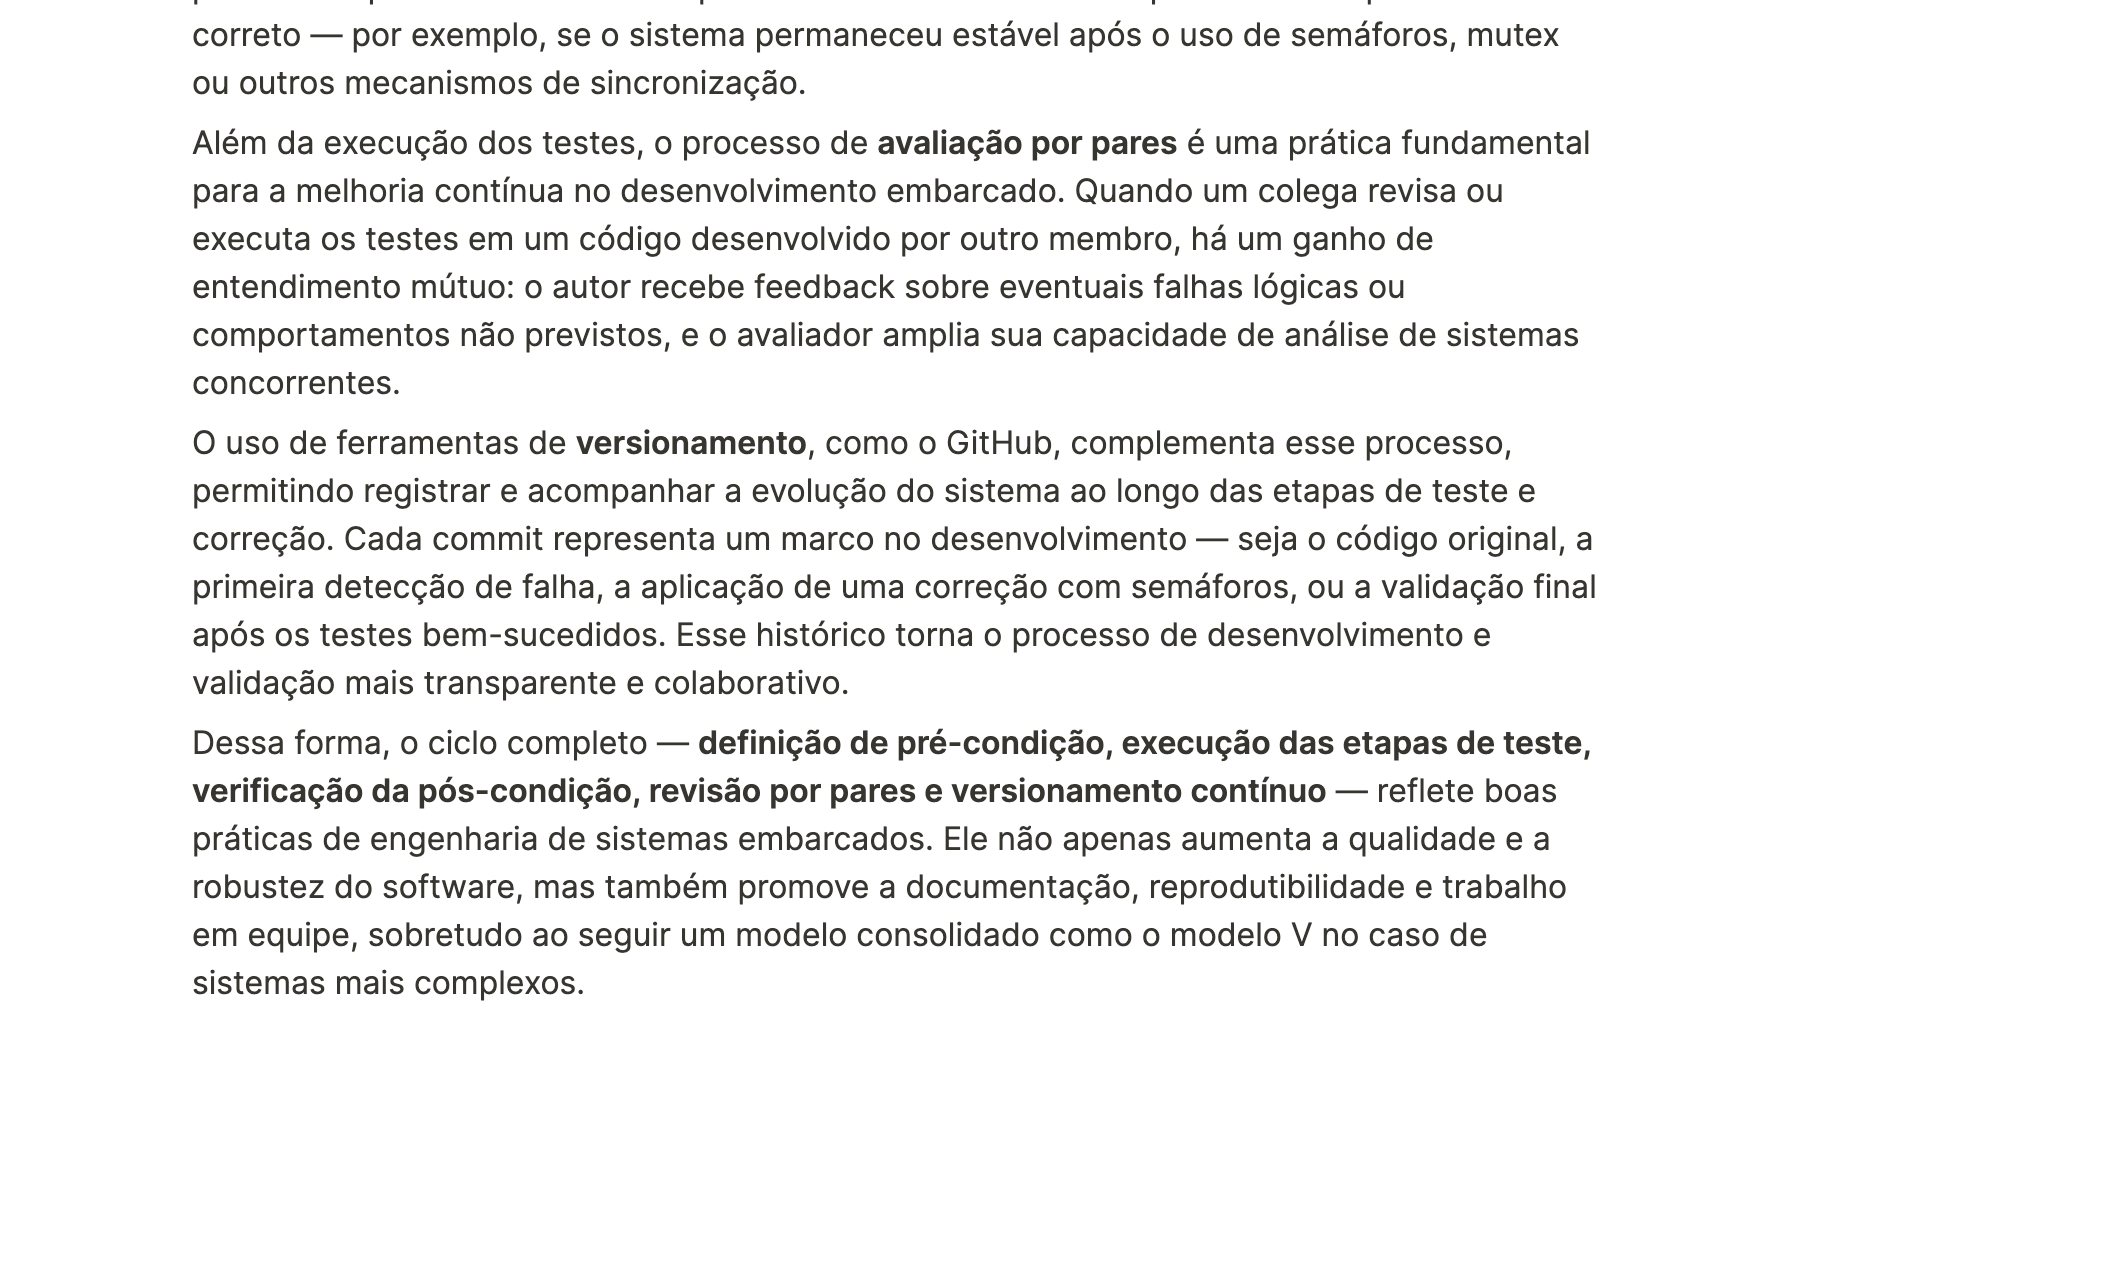 correto — por exemplo, se o sistema permaneceu estável após o uso de semáforos, mutex
ou outros mecanismos de sincronização.
Além da execução dos testes, o processo de avaliação por pares é uma prática fundamental
para a melhoria contínua no desenvolvimento embarcado. Quando um colega revisa ou
executa os testes em um código desenvolvido por outro membro, há um ganho de
entendimento mútuo: o autor recebe feedback sobre eventuais falhas lógicas ou
comportamentos não previstos, e o avaliador amplia sua capacidade de análise de sistemas
concorrentes.
O uso de ferramentas de versionamento, como o GitHub, complementa esse processo,
permitindo registrar e acompanhar a evolução do sistema ao longo das etapas de teste e
correção. Cada commit representa um marco no desenvolvimento — seja o código original, a
primeira detecção de falha, a aplicação de uma correção com semáforos, ou a validação final
após os testes bem-sucedidos. Esse histórico torna o processo de desenvolvimento e
validação mais transparente e colaborativo.
Dessa forma, o ciclo completo — definição de pré-condição, execução das etapas de teste,
verificação da pós-condição, revisão por pares e versionamento contínuo — reflete boas
práticas de engenharia de sistemas embarcados. Ele não apenas aumenta a qualidade e a
robustez do software, mas também promove a documentação, reprodutibilidade e trabalho
em equipe, sobretudo ao seguir um modelo consolidado como o modelo V no caso de
sistemas mais complexos.